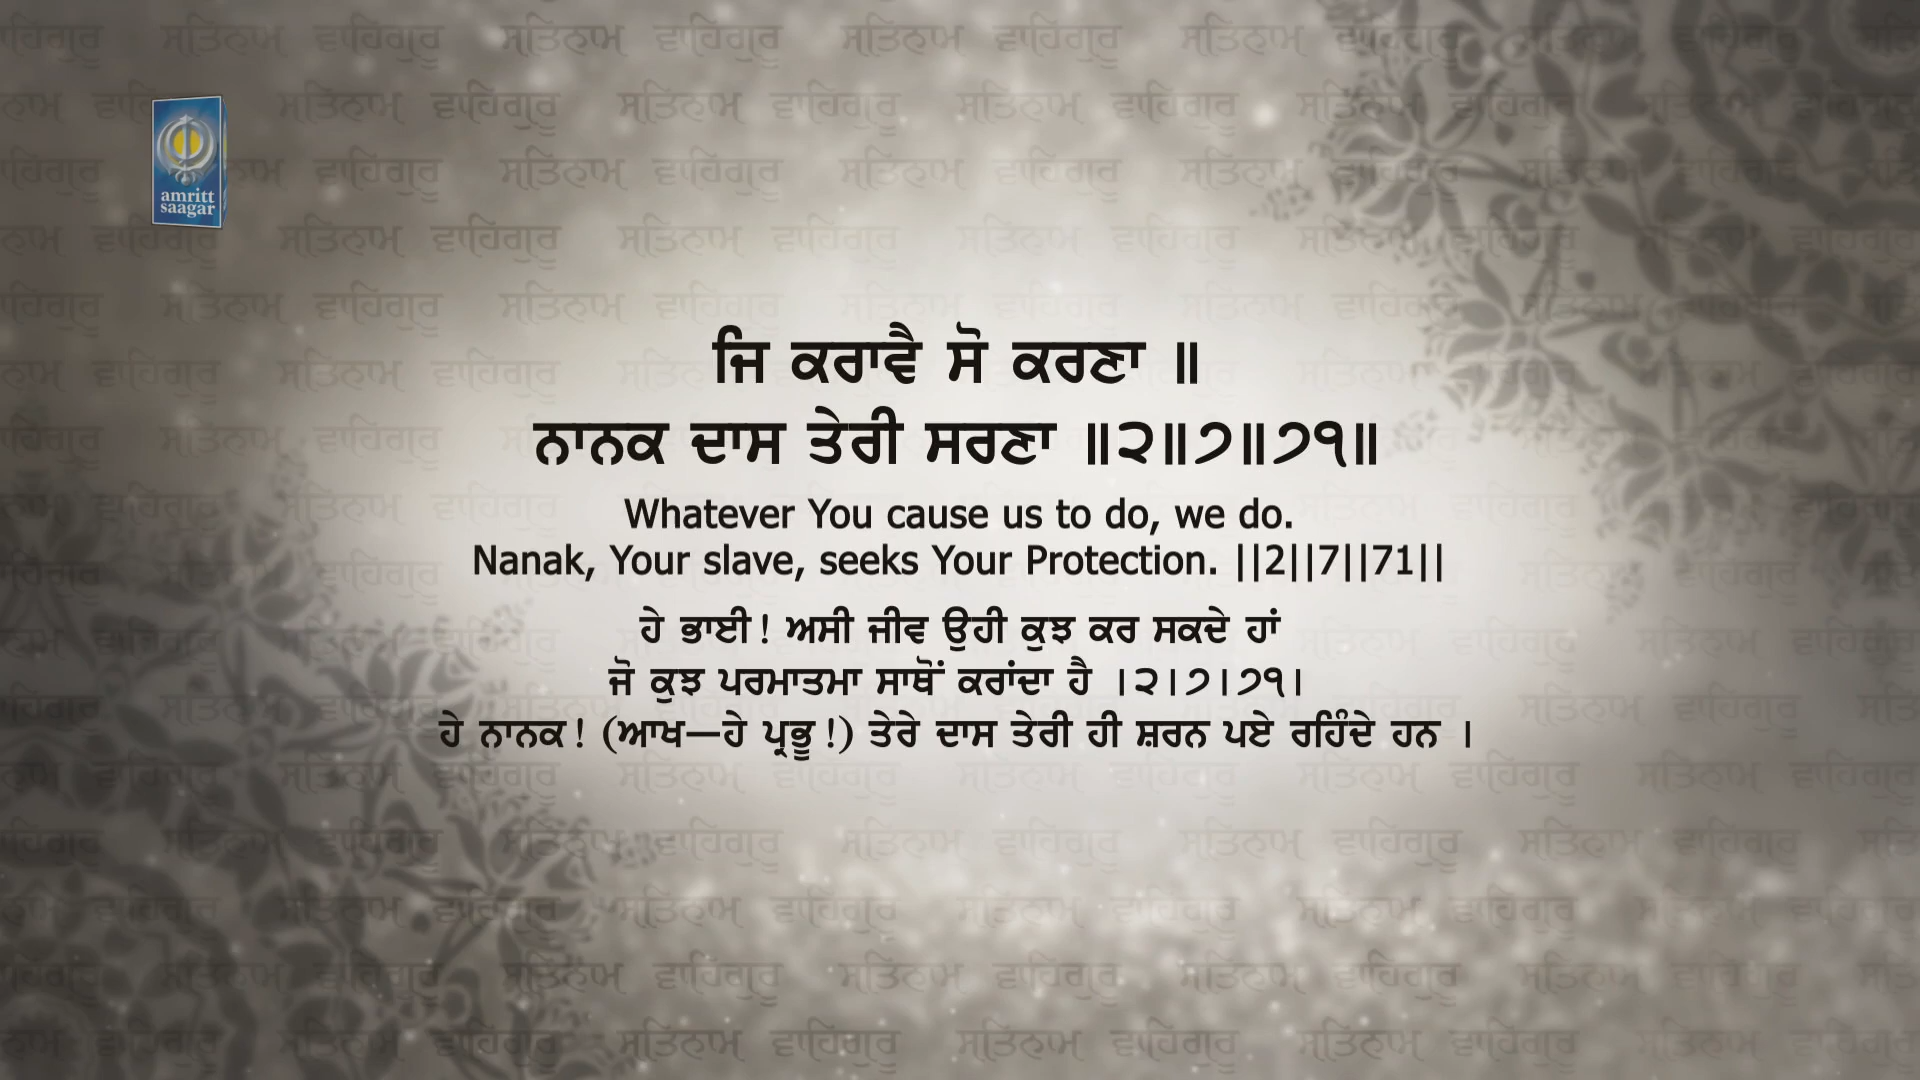 amritt
saagar
ਜਿ ਕਰਾਵੈ ਸੋ ਕਰਣਾ ॥
ਨਾਨਕ ਦਾਸ ਤੇਰੀ ਸਰਣਾ ॥੨॥੭॥੭੧॥
Whatever You cause us to do, we do.
Nanak, Your slave, seeks Your Protection. ||2||7||71||
ਹੇ ਭਾਈ! ਅਸੀ ਜੀਵ ਉਹੀ ਕੁਝ ਕਰ ਸਕਦੇ ਹਾਂ
ਜੋ ਕੁਝ ਪਰਮਾਤਮਾ ਸਾਥੋਂ ਕਰਾਂਦਾ ਹੈ ।੨।੭।੭੧।
ਹੇ ਨਾਨਕ! (ਆਖ—ਹੇ ਪ੍ਰਭੂ!) ਤੇਰੇ ਦਾਸ ਤੇਰੀ ਹੀ ਸ਼ਰਨ ਪਏ ਰਹਿੰਦੇ ਹਨ ।